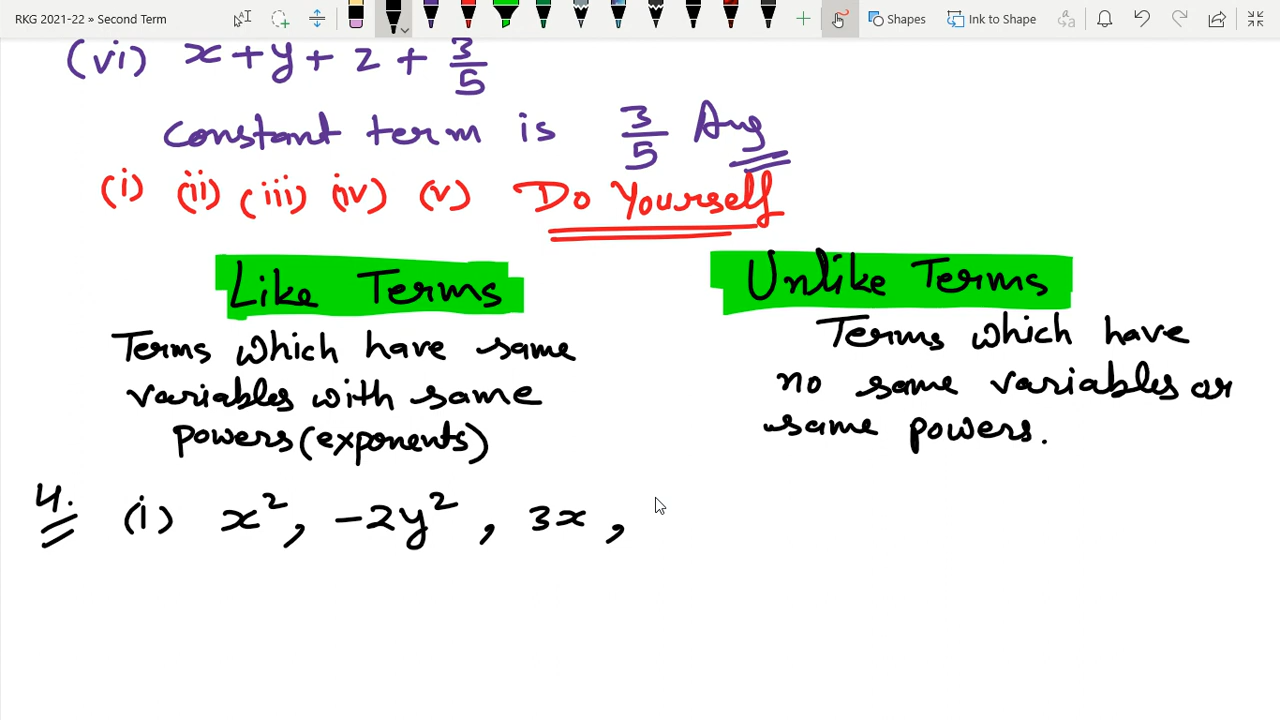 RKG 2021-22 » Second Term
Shapes
Ink to Shape
(vi) x + y + z + 3/5
Constant term is 3/5 Ans
(i) (ii) (iii) (iv) (v) Do Yourself
Like Terms
Terms which have same
variables with same
powers (exponents)
Unlike Terms
Terms which have
no same variables or
same powers.
4. (i) x², -2y², 3x,